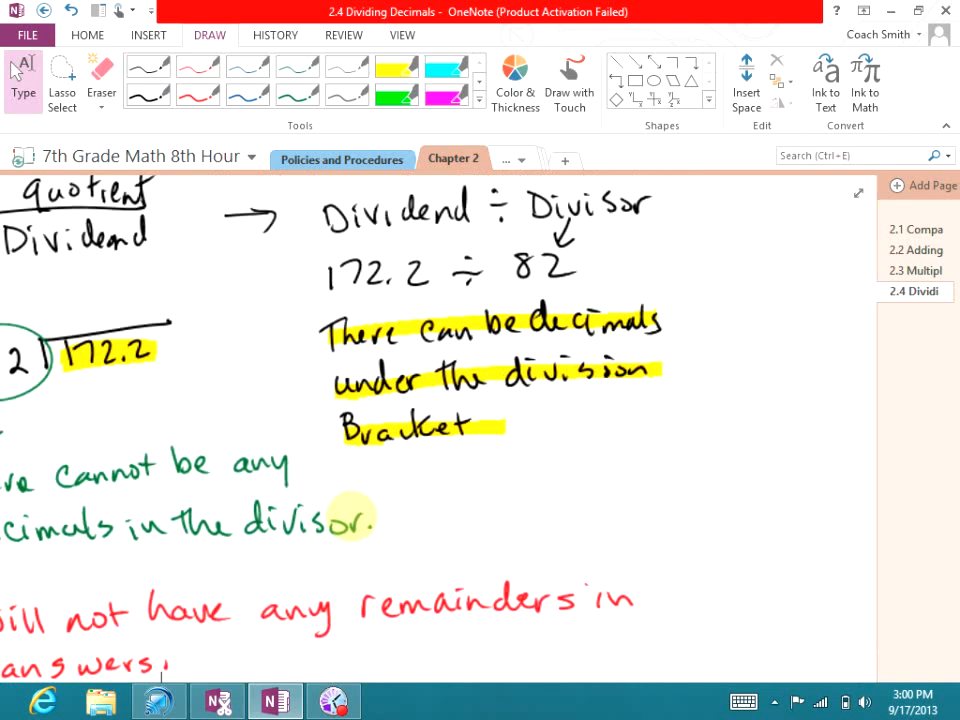 2.4 Dividing Decimals - OneNote (Product Activation Failed)
FILE HOME INSERT DRAW HISTORY REVIEW VIEW
Coach Smith
Type
Lasso Select
Eraser
Color & Thickness
Draw with Touch
Insert Space
Ink to Text
Ink to Math
Tools Shapes Edit Convert
7th Grade Math 8th Hour
Policies and Procedures
Chapter 2
...
Search (Ctrl+E)
Add Page
2.1 Compa
2.2 Adding
2.3 Multipl
2.4 Dividi
quotient
Dividend
→ Dividend ÷ Divisor
172.2 ÷ 82
2 172.2
There can be decimals
under the division
Bracket
re cannot be any
cimals in the divisor.
ill not have any remainders in
answers.
3:00 PM
9/17/2013